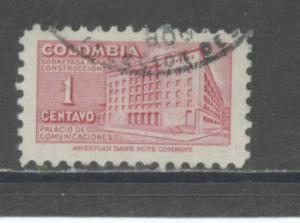 COLOMBIA
SOBRETASA PARA
CONSTRUCCION
1
CENTAVO
PALACIO DE
COMUNICACIONES
AMERICAN BANK NOTE COMPANY